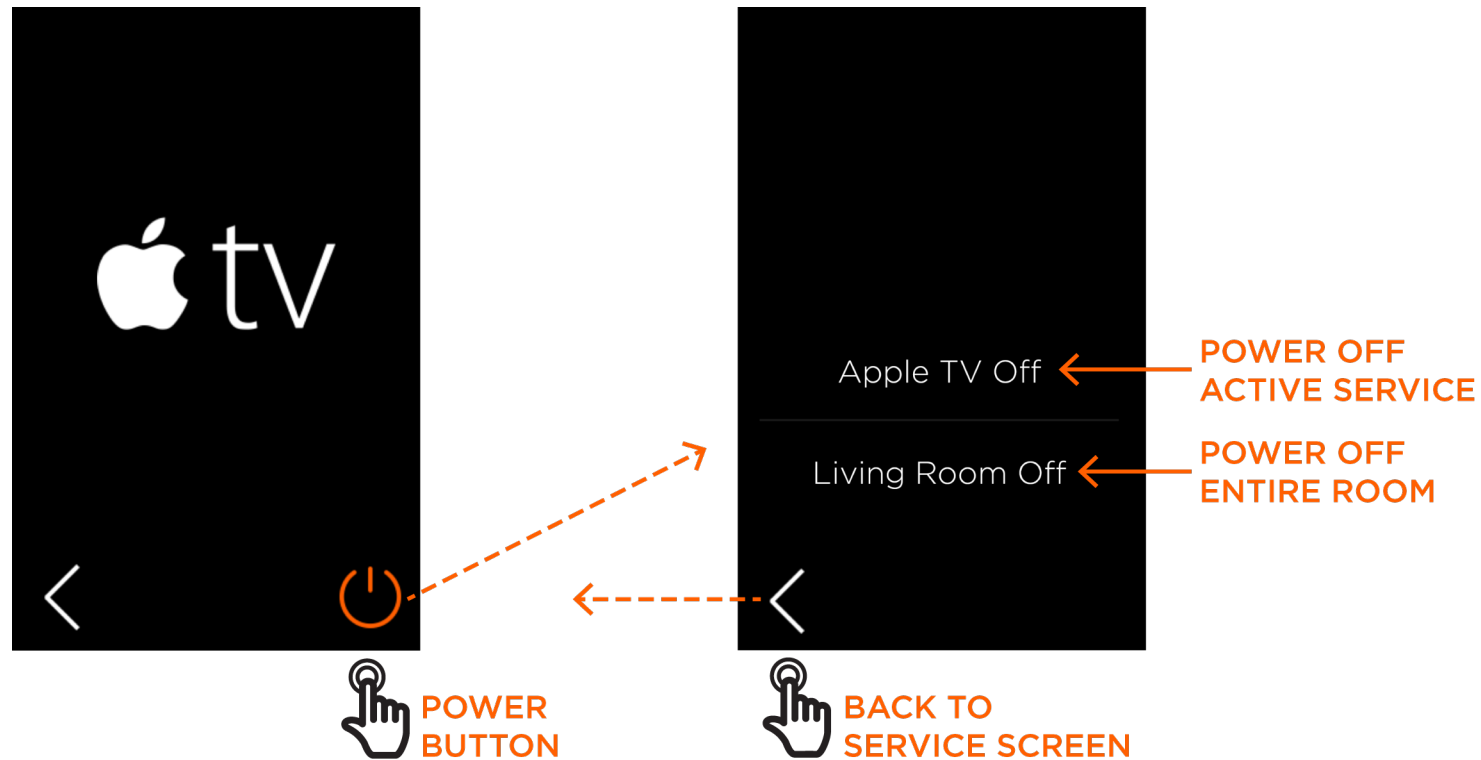 tv
Apple TV Off
POWER OFF
ACTIVE SERVICE
Living Room Off
POWER OFF
ENTIRE ROOM
POWER
BUTTON
BACK TO
SERVICE SCREEN